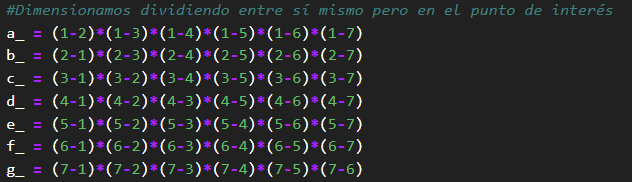 #Dimensionamos dividiendo entre sí mismo pero en el punto de interés
a_ = (1-2)*(1-3)*(1-4)*(1-5)*(1-6)*(1-7)
b_ = (2-1)*(2-3)*(2-4)*(2-5)*(2-6)*(2-7)
c_ = (3-1)*(3-2)*(3-4)*(3-5)*(3-6)*(3-7)
d_ = (4-1)*(4-2)*(4-3)*(4-5)*(4-6)*(4-7)
e_ = (5-1)*(5-2)*(5-3)*(5-4)*(5-6)*(5-7)
f_ = (6-1)*(6-2)*(6-3)*(6-4)*(6-5)*(6-7)
g_ = (7-1)*(7-2)*(7-3)*(7-4)*(7-5)*(7-6)